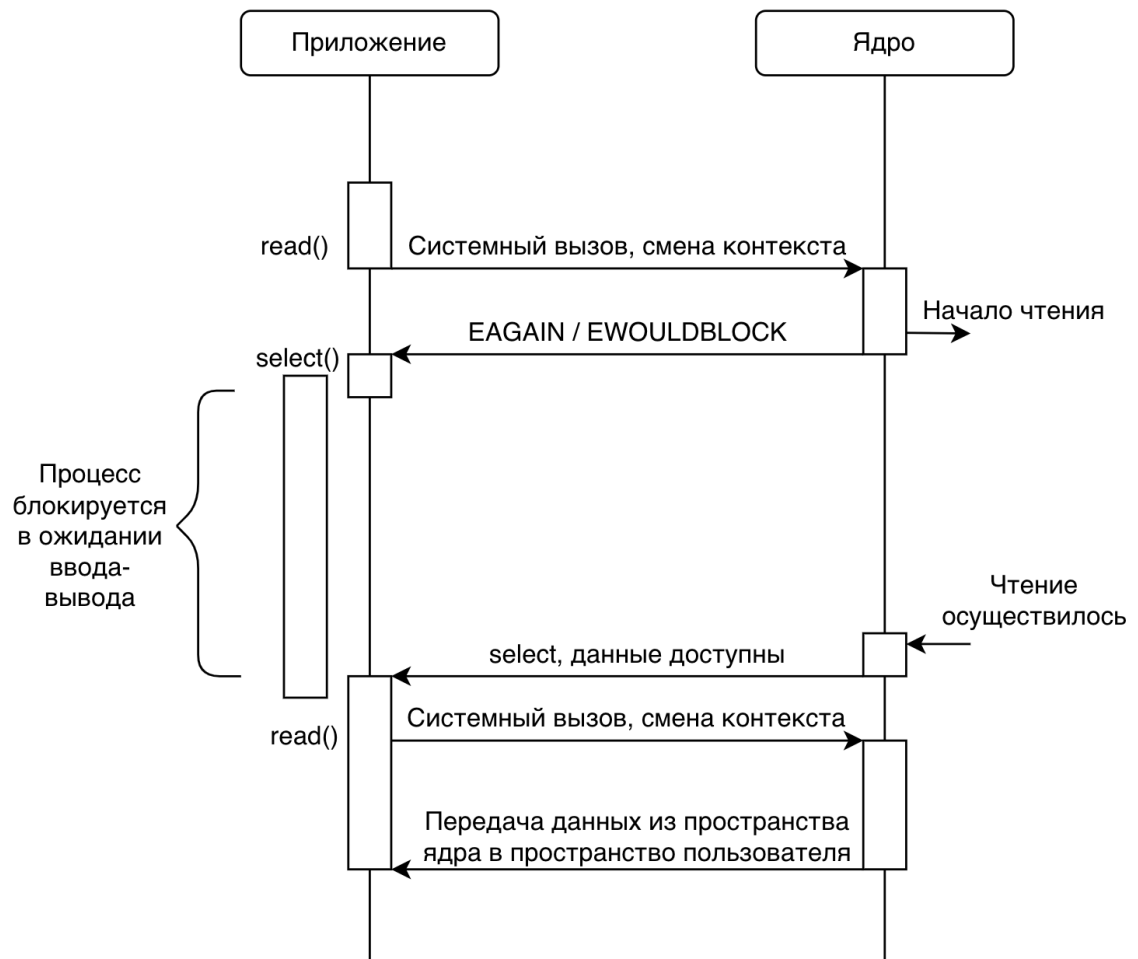 Приложение
Ядро
read()
Системный вызов, смена контекста
Начало чтения
EAGAIN / EWOULDBLOCK
select()
Процесс
блокируется
в ожидании
ввода-
вывода
Чтение
осуществилось
select, данные доступны
read()
Системный вызов, смена контекста
Передача данных из пространства
ядра в пространство пользователя